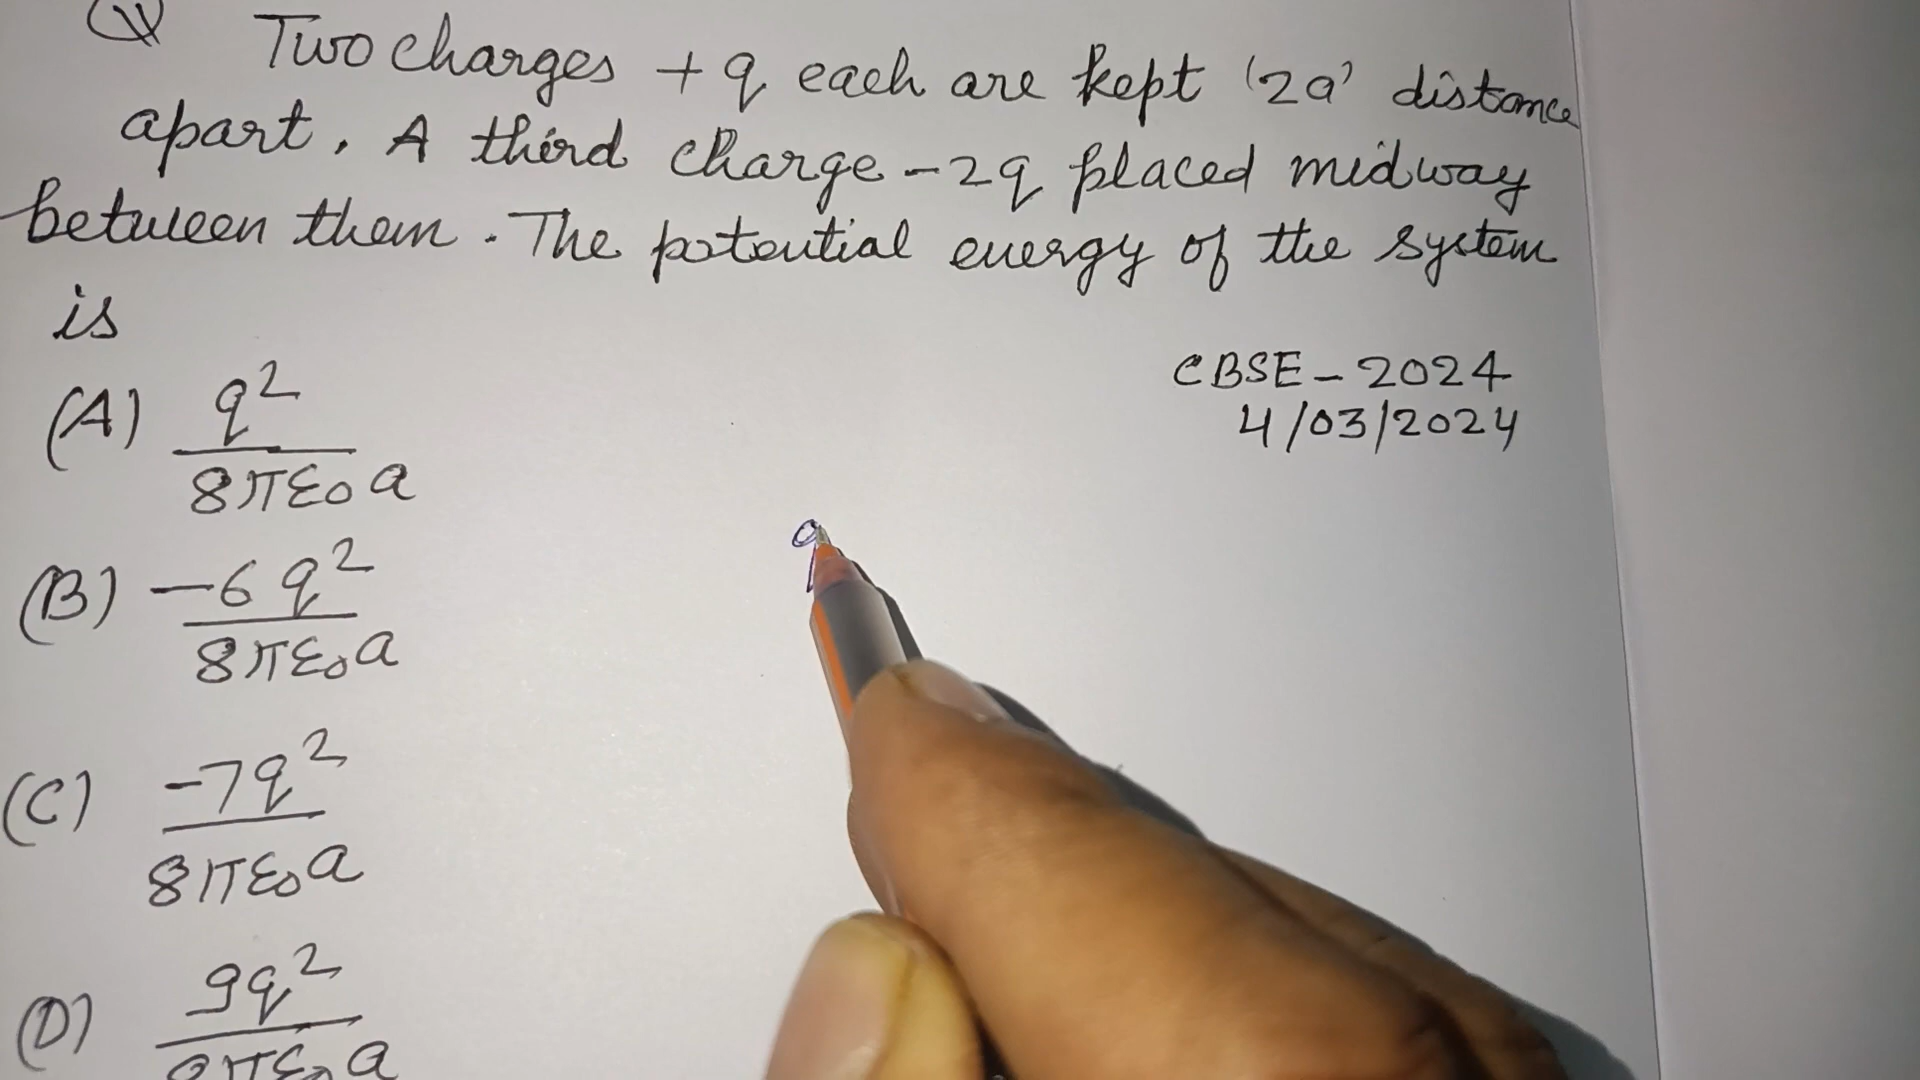 Q Two charges +q each are kept '2a' distance
apart. A third charge -2q placed midway
between them. The potential energy of the system
is
CBSE-2024
4/03/2024
(A) q²
8πε₀a
(B) -6q²
8πε₀a
(C) -7q²
8πε₀a
(D) 9q²
8πε₀a
q